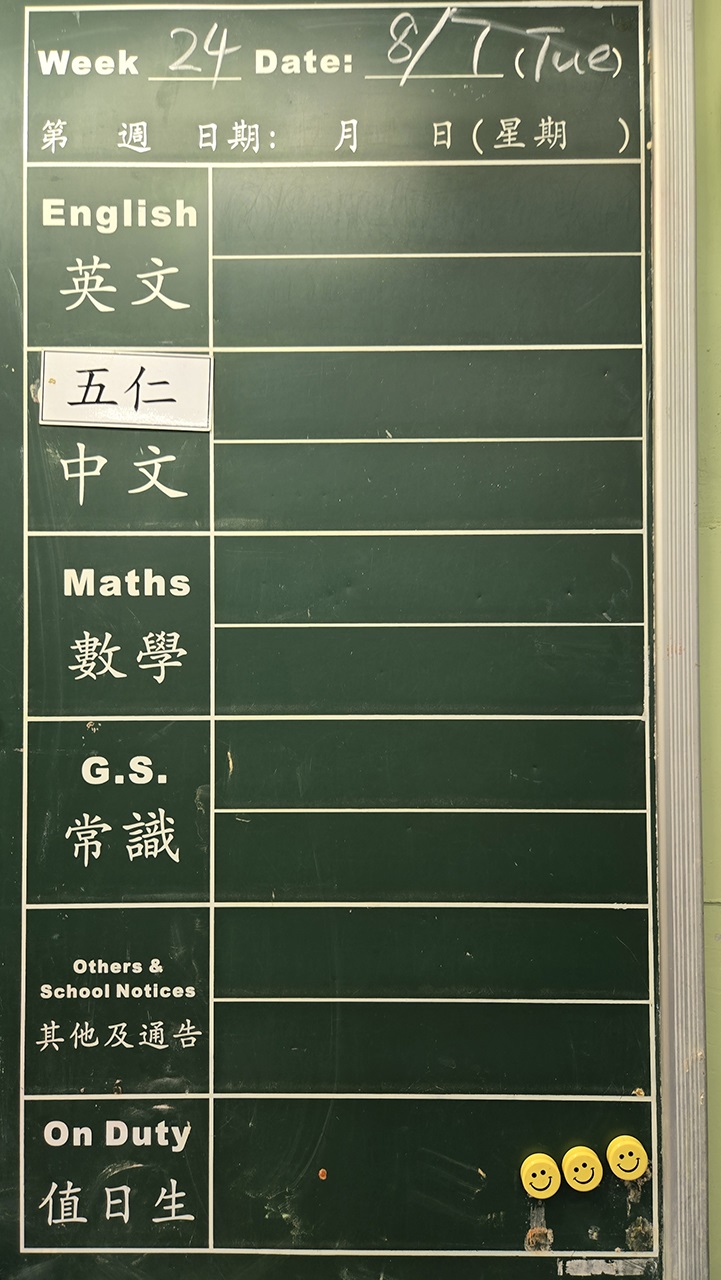 Week 24 Date: 8/7 (Tue)
第 週 日期: 月 日(星期 )
English
英文
五仁
中文
Maths
數學
G.S.
常識
Others &
School Notices
其他及通告
On Duty
值日生